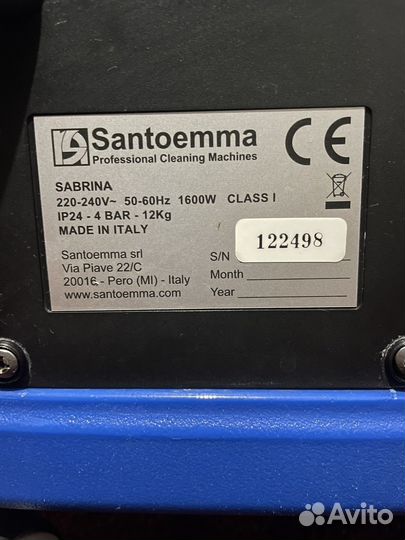 Santoemma
Professional Cleaning Machines
CE
SABRINA
220-240V~ 50-60Hz 1600W CLASS I
IP24 - 4 BAR - 12Kg
MADE IN ITALY
Santoemma srl
Via Piave 22/C
20016 - Pero (MI) - Italy
www.santoemma.com
S/N 122498
Month
Year
Avito